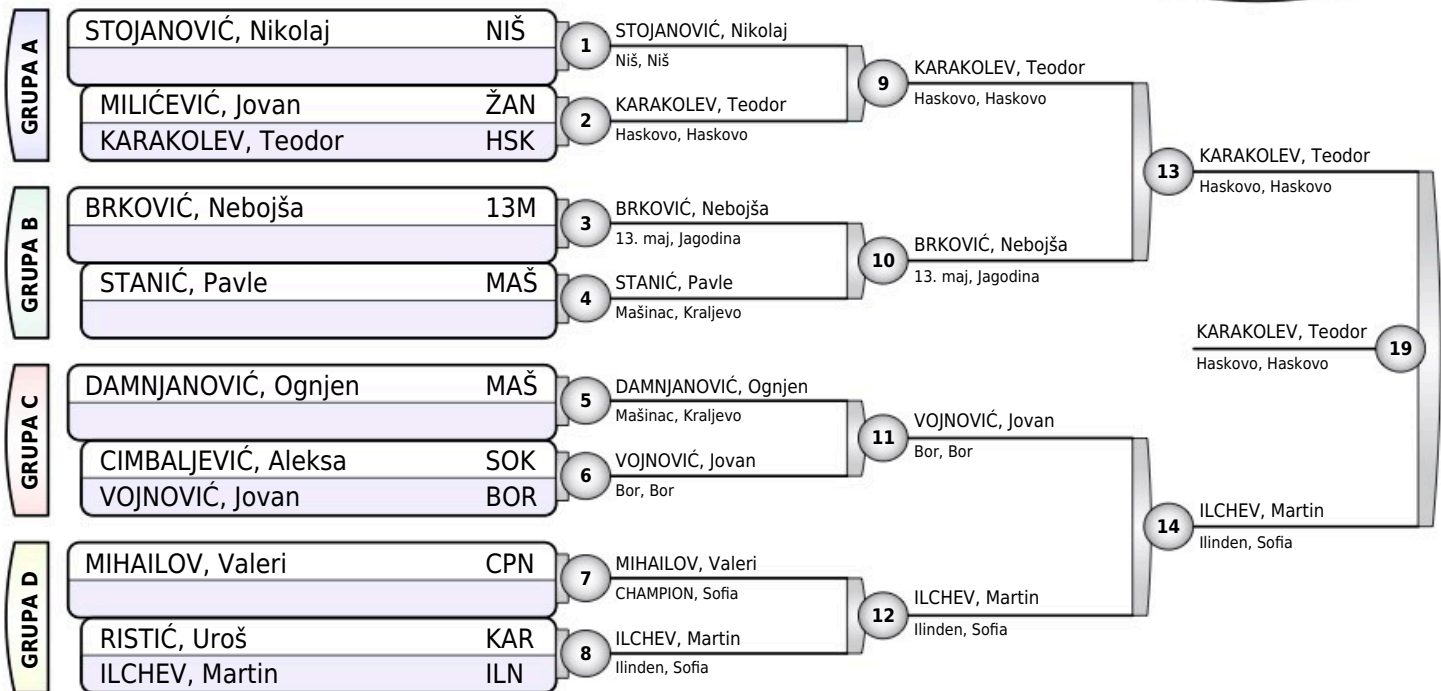 GRUPA A
STOJANOVIĆ, Nikolaj NIŠ
MILIĆEVIĆ, Jovan ŽAN
KARAKOLEV, Teodor HSK
GRUPA B
BRKOVIĆ, Nebojša 13M
STANIĆ, Pavle MAŠ
GRUPA C
DAMNJANOVIĆ, Ognjen MAŠ
CIMBALJEVIĆ, Aleksa SOK
VOJNOVIĆ, Jovan BOR
GRUPA D
MIHAILOV, Valeri CPN
RISTIĆ, Uroš KAR
ILCHEV, Martin ILN
1
STOJANOVIĆ, Nikolaj
Niš, Niš
2
KARAKOLEV, Teodor
Haskovo, Haskovo
3
BRKOVIĆ, Nebojša
13. maj, Jagodina
4
STANIĆ, Pavle
Mašinac, Kraljevo
5
DAMNJANOVIĆ, Ognjen
Mašinac, Kraljevo
6
VOJNOVIĆ, Jovan
Bor, Bor
7
MIHAILOV, Valeri
CHAMPION, Sofia
8
ILCHEV, Martin
Ilinden, Sofia
9
KARAKOLEV, Teodor
Haskovo, Haskovo
10
BRKOVIĆ, Nebojša
13. maj, Jagodina
11
VOJNOVIĆ, Jovan
Bor, Bor
12
ILCHEV, Martin
Ilinden, Sofia
13
KARAKOLEV, Teodor
Haskovo, Haskovo
14
ILCHEV, Martin
Ilinden, Sofia
KARAKOLEV, Teodor
Haskovo, Haskovo
19